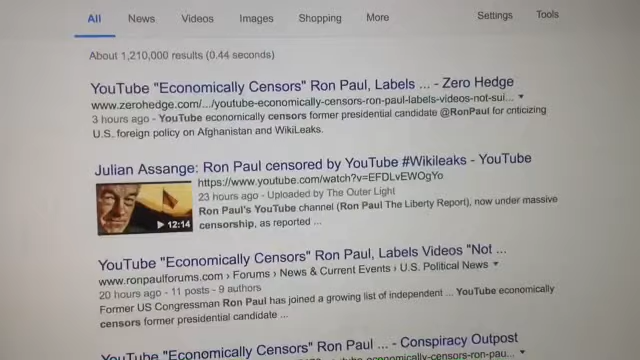 All News Videos Images Shopping More Settings Tools
About 1,210,000 results (0.44 seconds)
YouTube "Economically Censors" Ron Paul, Labels ... - Zero Hedge
www.zerohedge.com/.../youtube-economically-censors-ron-paul-labels-videos-not-sui...
3 hours ago - YouTube economically censors former presidential candidate @RonPaul for criticizing
U.S. foreign policy on Afghanistan and WikiLeaks.
Julian Assange: Ron Paul censored by YouTube #Wikileaks - YouTube
https://www.youtube.com/watch?v=EFDLvEWOgYo
23 hours ago - Uploaded by The Outer Light
Ron Paul's YouTube channel (Ron Paul The Liberty Report), now under massive
censorship, as reported ...
12:14
YouTube "Economically Censors" Ron Paul, Labels Videos "Not ...
www.ronpaulforums.com › Forums › News & Current Events › U.S. Political News
20 hours ago - 11 posts - 9 authors
Former US Congressman Ron Paul has joined a growing list of independent ... YouTube economically
censors former presidential candidate ...
YouTube "Economically Censors" Ron Paul ... - Conspiracy Outpost
economically-censors-ron-pau...